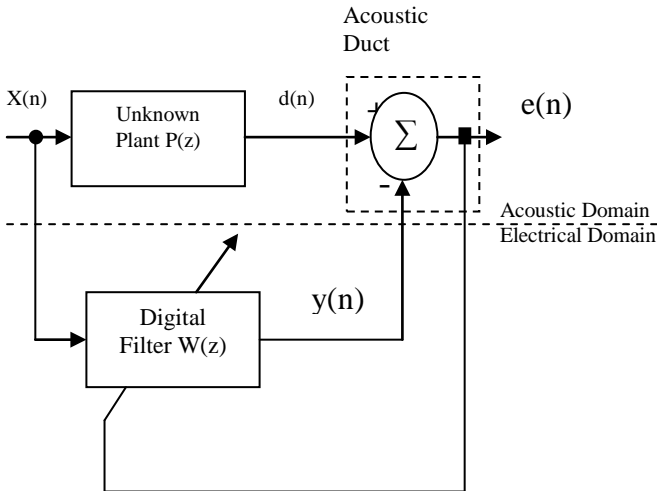 Acoustic
Duct
X(n)
Unknown
Plant P(z)
d(n)
+
Σ
-
e(n)
Acoustic Domain
Electrical Domain
Digital
Filter W(z)
y(n)